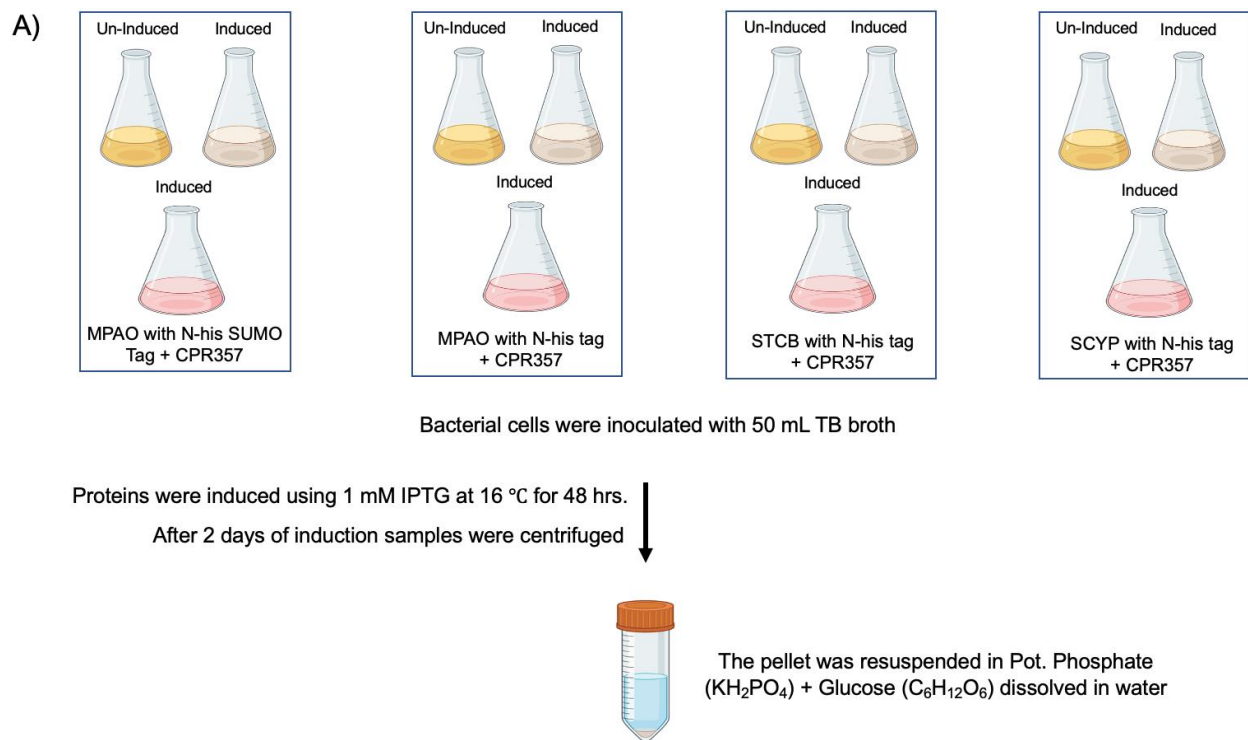 A)
Un-Induced Induced
Induced
MPAO with N-his SUMO
Tag + CPR357
Un-Induced Induced
Induced
MPAO with N-his tag
+ CPR357
Un-Induced Induced
Induced
STCB with N-his tag
+ CPR357
Un-Induced Induced
Induced
SCYP with N-his tag
+ CPR357
Bacterial cells were inoculated with 50 mL TB broth
Proteins were induced using 1 mM IPTG at 16 ℃ for 48 hrs.
After 2 days of induction samples were centrifuged
The pellet was resuspended in Pot. Phosphate
(KH₂PO₄) + Glucose (C₆H₁₂O₆) dissolved in water